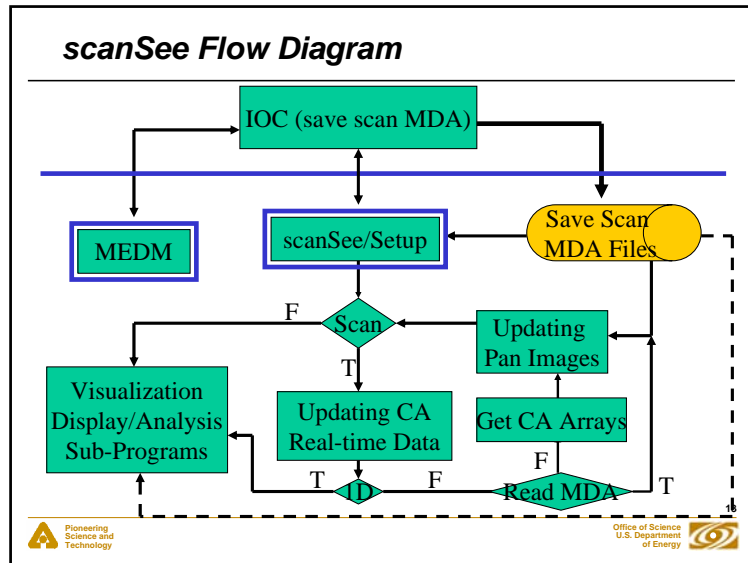 scanSee Flow Diagram
IOC (save scan MDA)
MEDM
scanSee/Setup
Save Scan
MDA Files
F
Scan
T
Updating
Pan Images
Visualization
Display/Analysis
Sub-Programs
Updating CA
Real-time Data
Get CA Arrays
F
T
1D
F
Read MDA
T
Pioneering
Science and
Technology
Office of Science
U.S. Department
of Energy